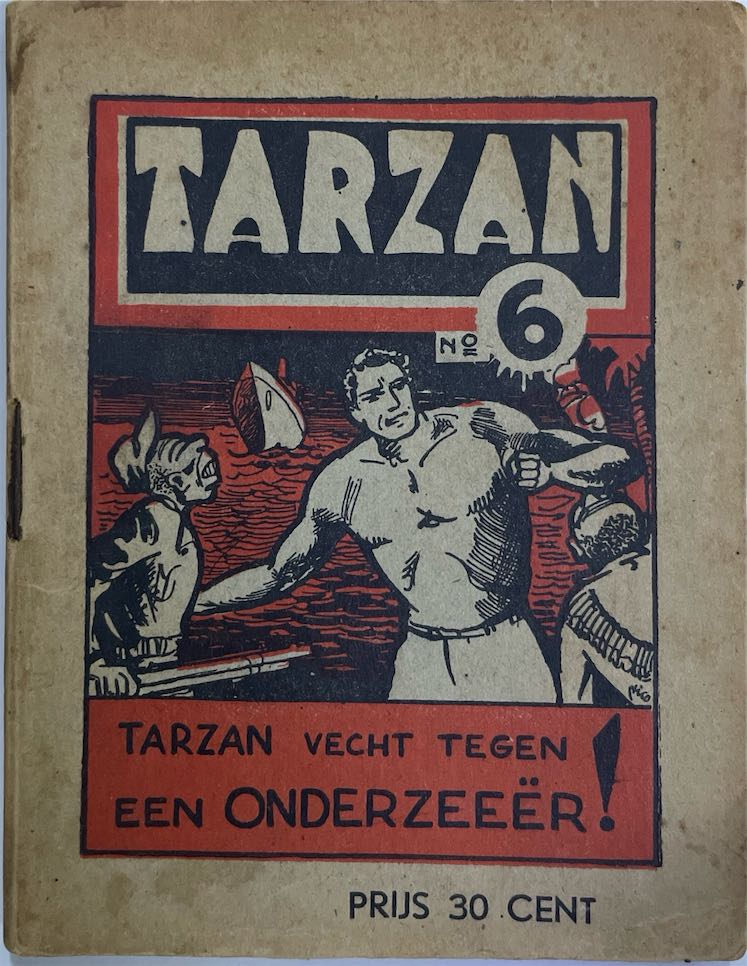 TARZAN
No 6
TARZAN VECHT TEGEN
EEN ONDERZEEËR!
PRIJS 30 CENT